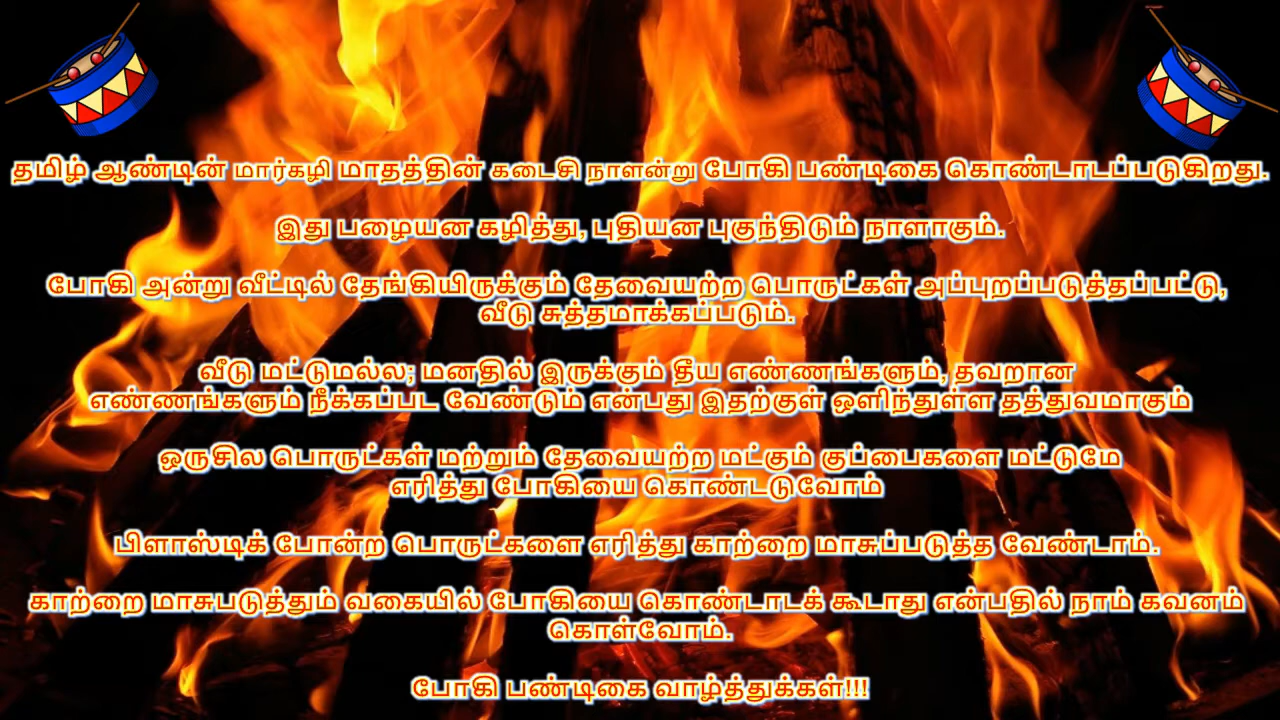 தமிழ் ஆண்டின் மார்கழி மாதத்தின் கடைசி நாளன்று போகி பண்டிகை கொண்டாடப்படுகிறது.
இது பழையன கழித்து, புதியன புகுந்திடும் நாளாகும்.
போகி அன்று வீட்டில் தேங்கியிருக்கும் தேவையற்ற பொருட்கள் அப்புறப்படுத்தப்பட்டு,
வீடு சுத்தமாக்கப்படும்.
வீடு மட்டுமல்ல; மனதில் இருக்கும் தீய எண்ணங்களும், தவறான
எண்ணங்களும் நீக்கப்பட வேண்டும் என்பது இதற்குள் ஒளிந்துள்ள தத்துவமாகும்
ஒருசில பொருட்கள் மற்றும் தேவையற்ற மட்கும் குப்பைகளை மட்டுமே
எரித்து போகியை கொண்டடுவோம்
பிளாஸ்டிக் போன்ற பொருட்களை எரித்து காற்றை மாசுப்படுத்த வேண்டாம்.
காற்றை மாசுபடுத்தும் வகையில் போகியை கொண்டாடக் கூடாது என்பதில் நாம் கவனம்
கொள்வோம்.
போகி பண்டிகை வாழ்த்துக்கள்!!!